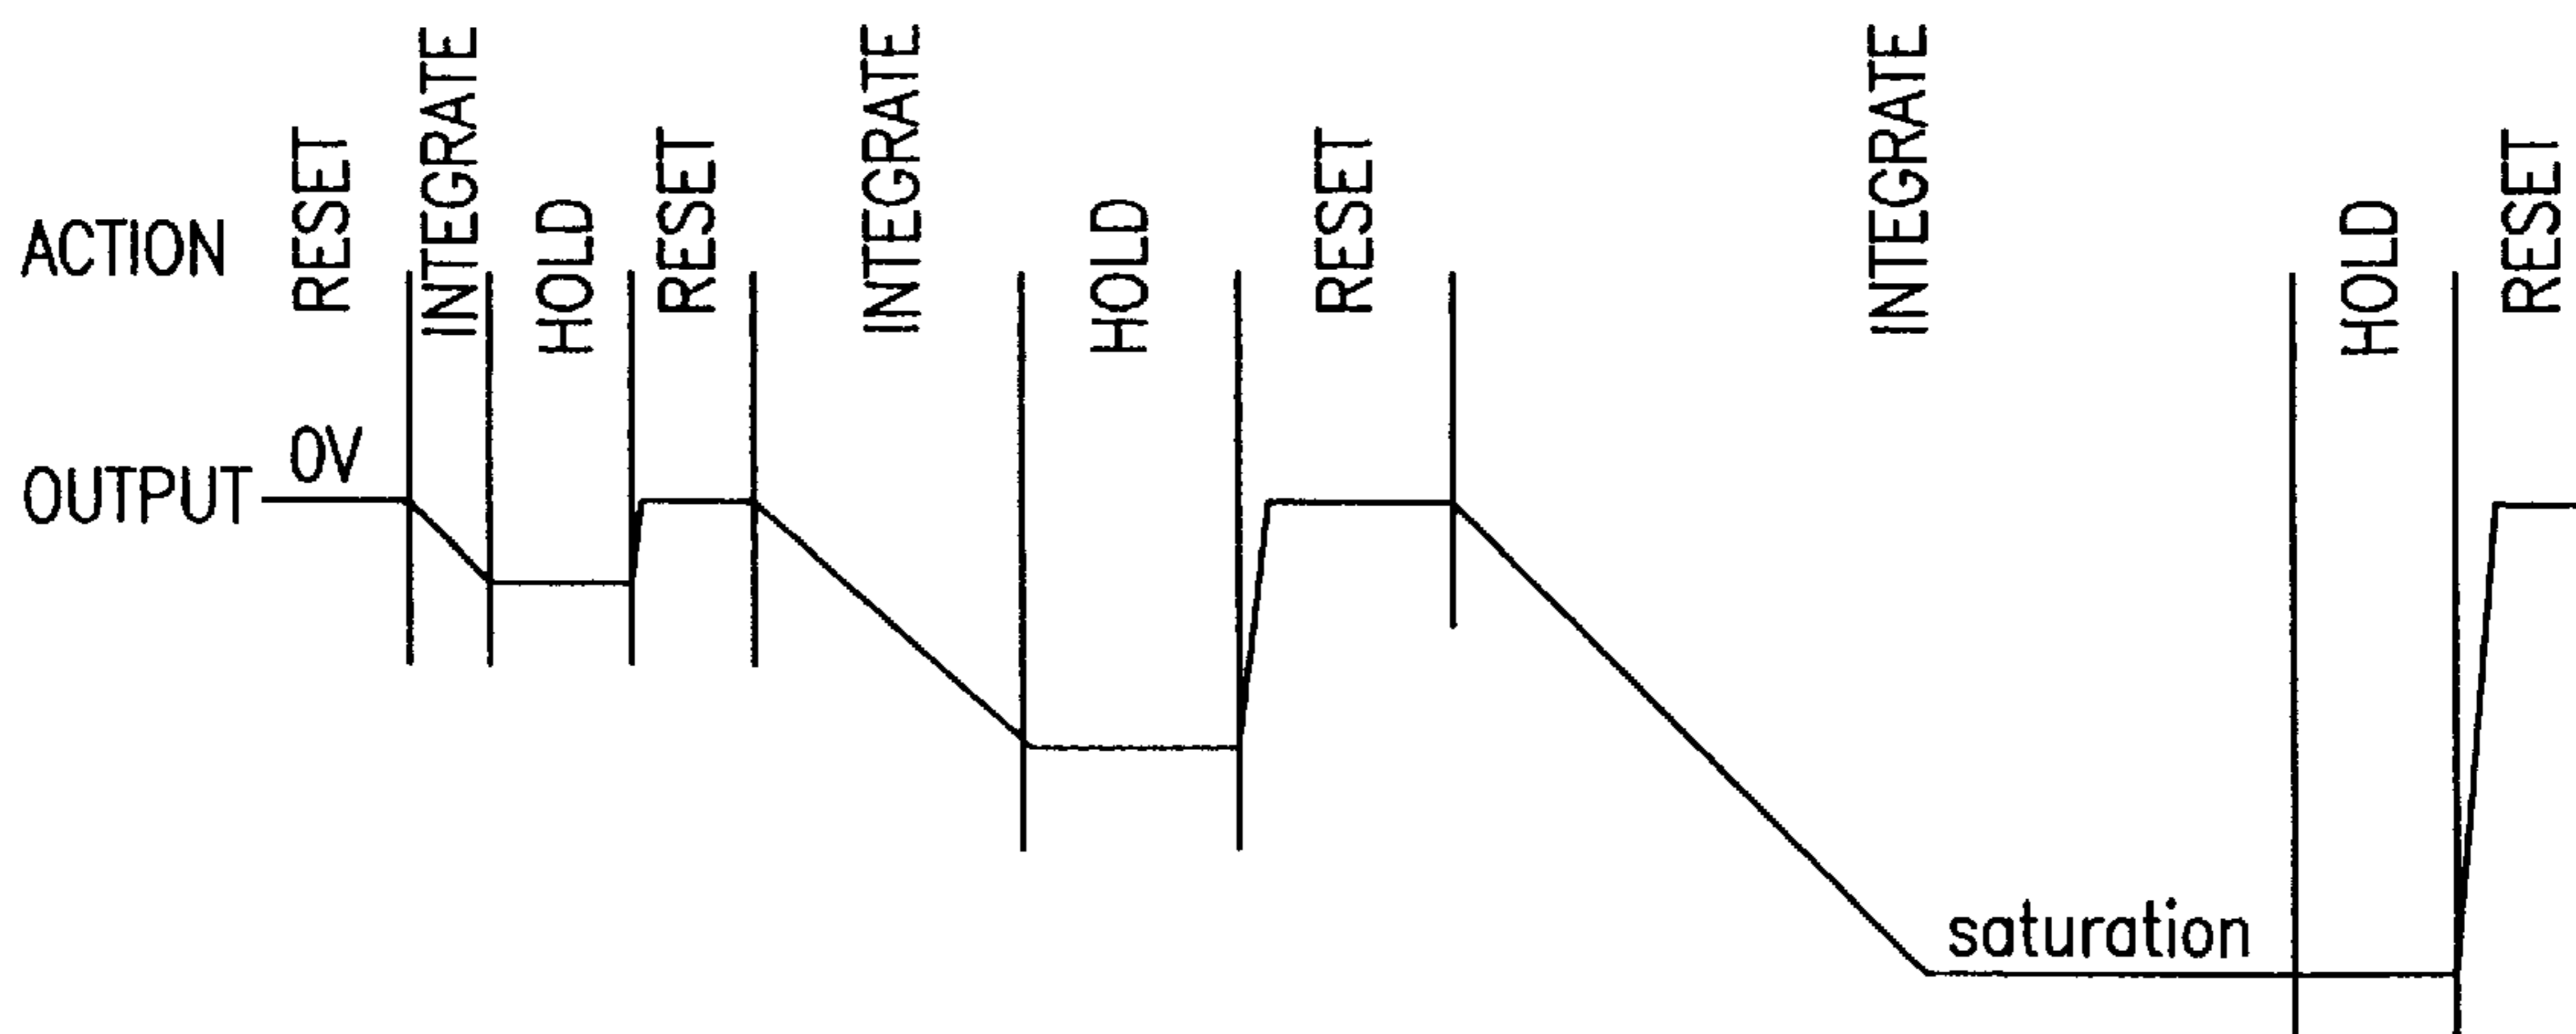 ACTION
RESET
INTEGRATE
HOLD
RESET
INTEGRATE
HOLD
RESET
INTEGRATE
HOLD
RESET
OUTPUT
0V
saturation